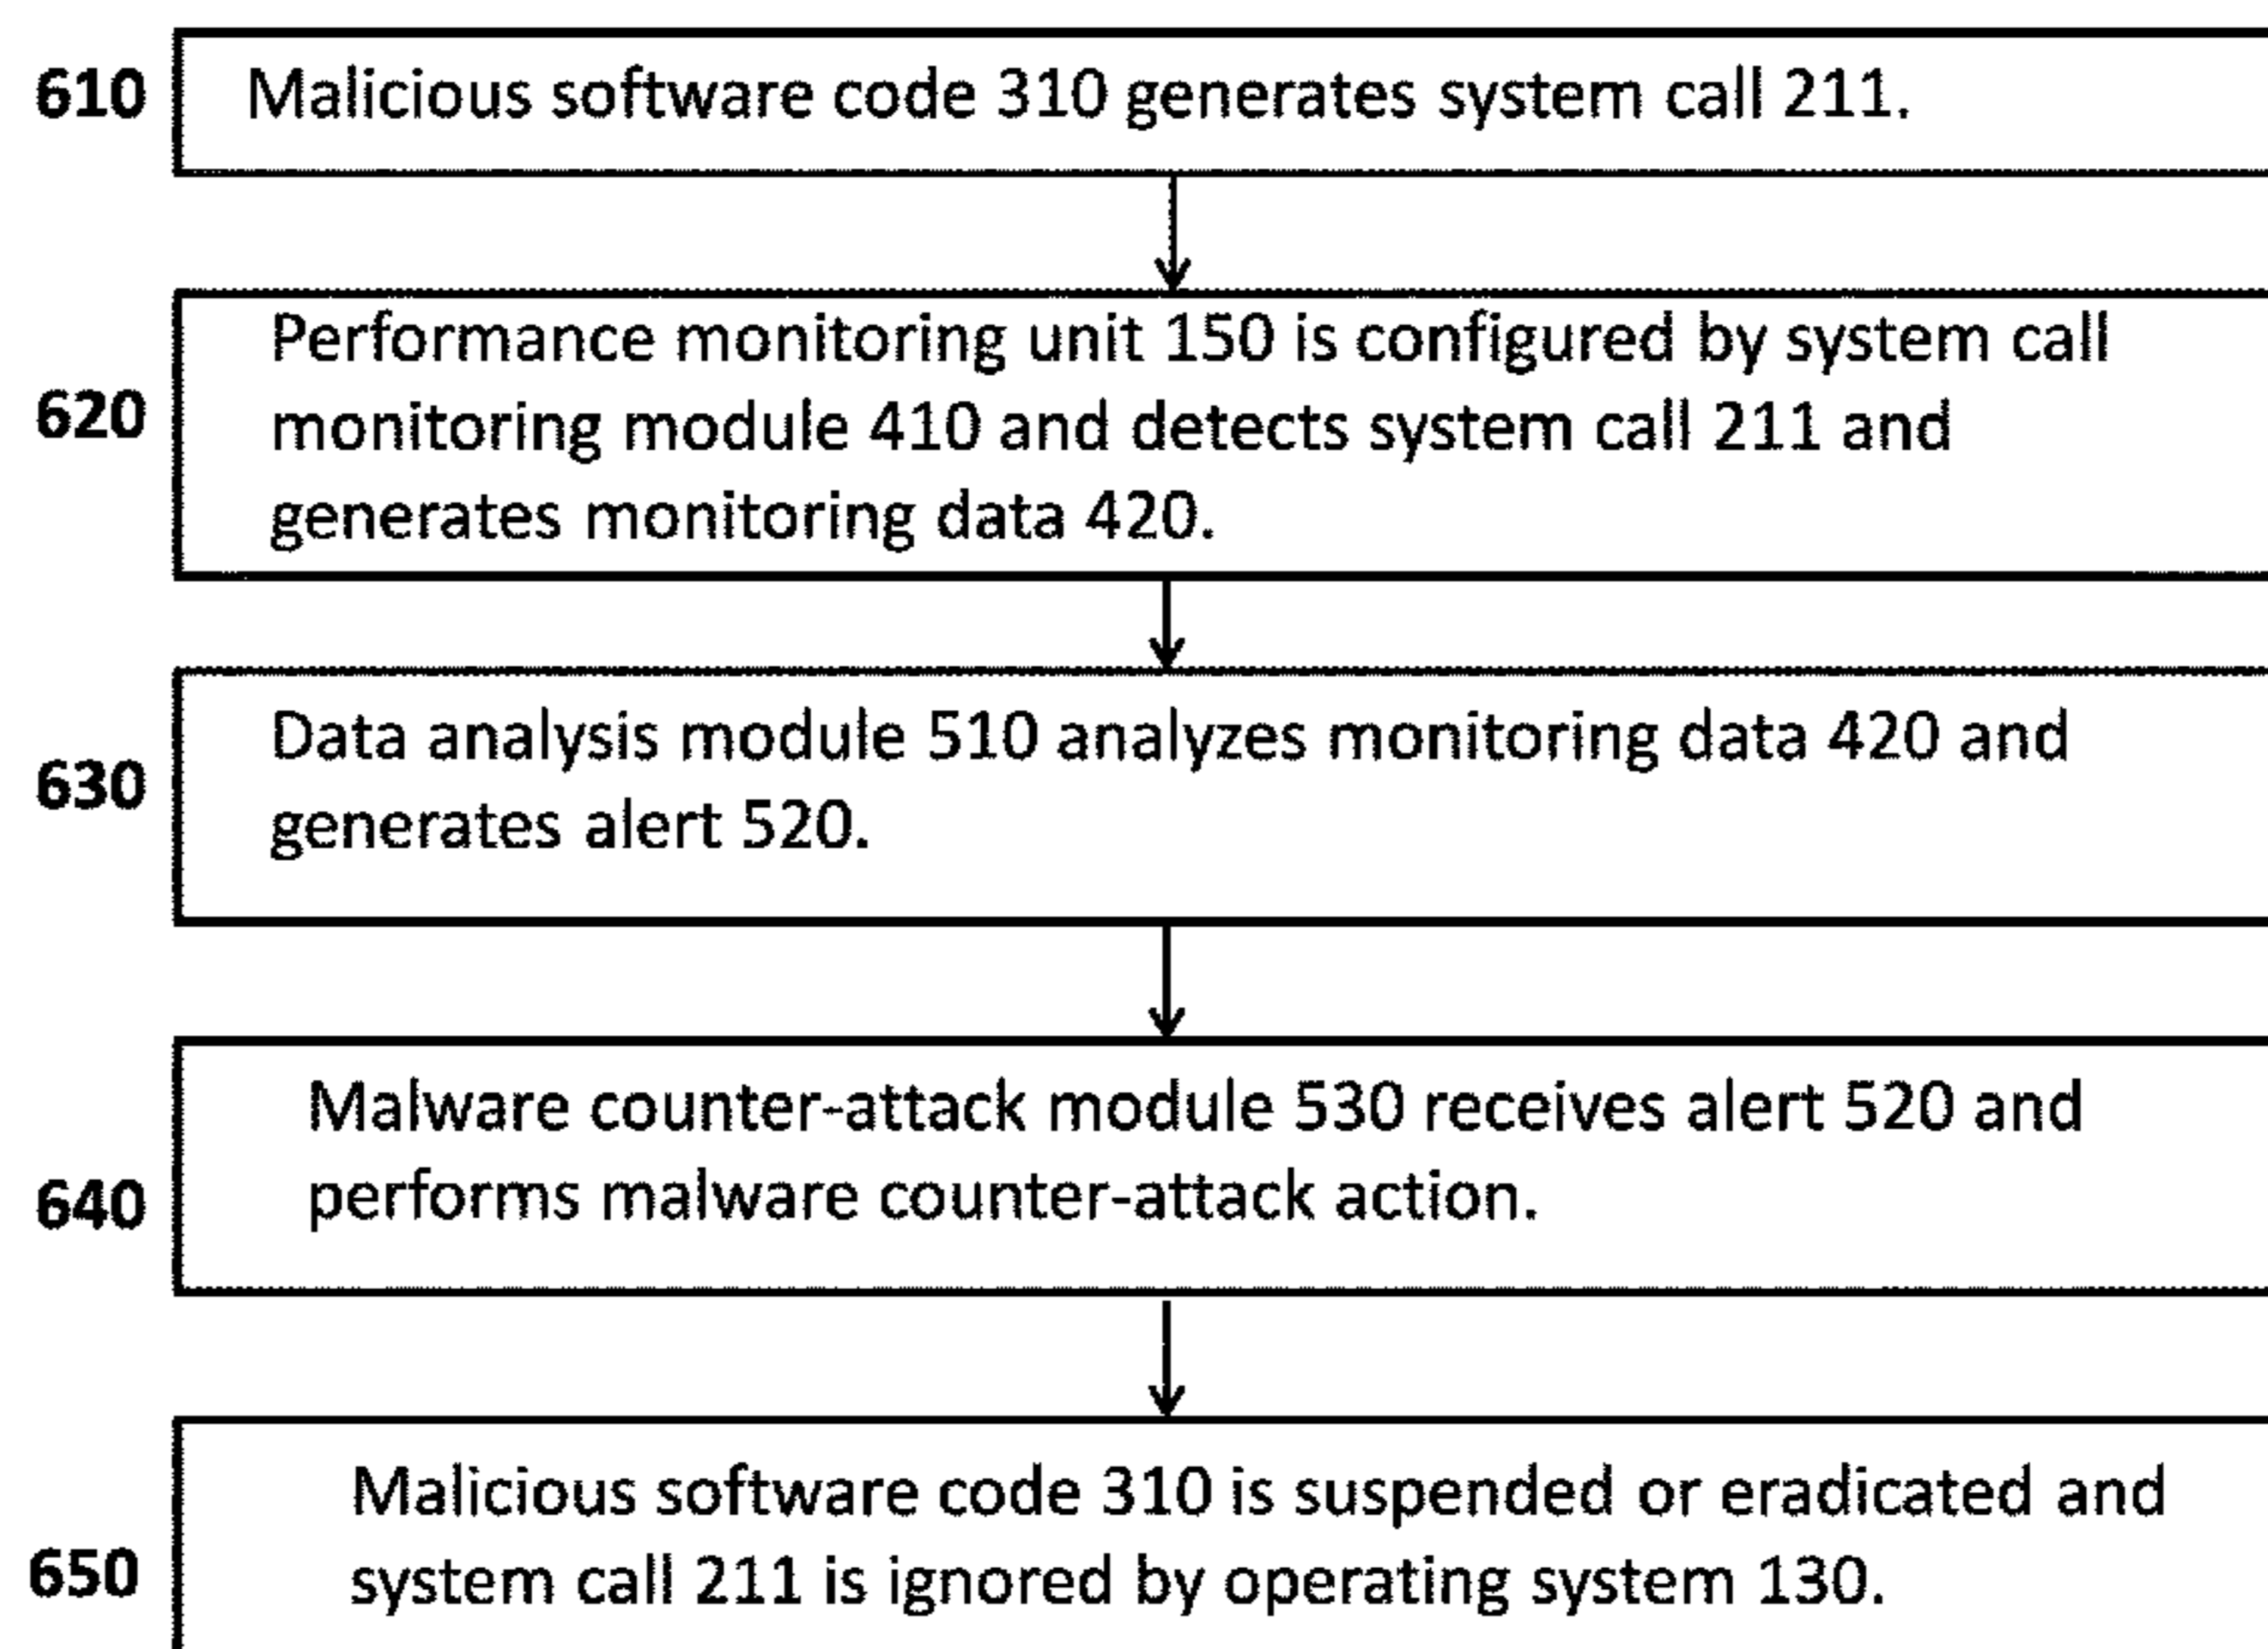 610
Malicious software code 310 generates system call 211.
620
Performance monitoring unit 150 is configured by system call
monitoring module 410 and detects system call 211 and
generates monitoring data 420.
630
Data analysis module 510 analyzes monitoring data 420 and
generates alert 520.
640
Malware counter-attack module 530 receives alert 520 and
performs malware counter-attack action.
650
Malicious software code 310 is suspended or eradicated and
system call 211 is ignored by operating system 130.